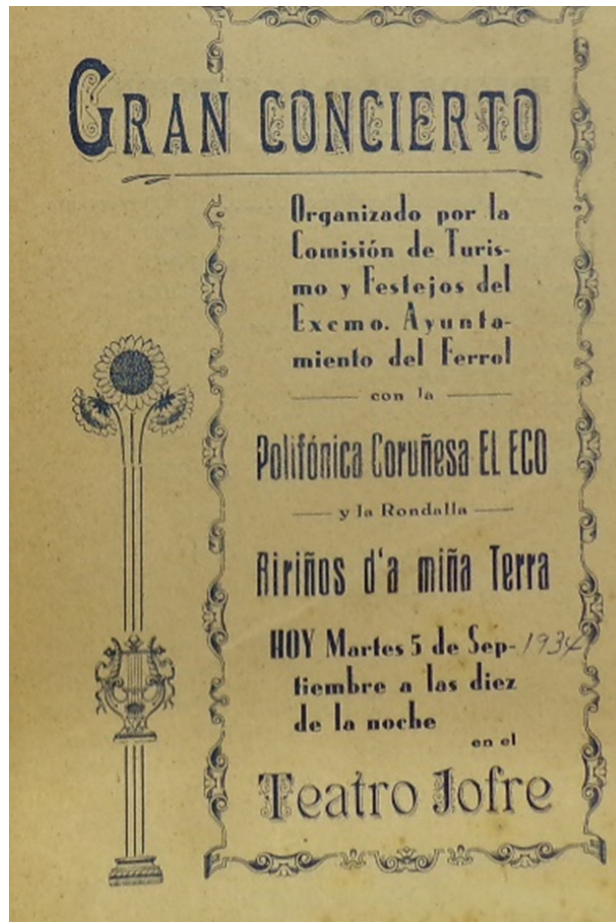 GRAN CONCIERTO
Organizado por la
Comisión de Turis-
mo y Festejos del
Excmo. Ayunta-
miento del Ferrol
con la
Polifónica Coruñesa EL ECO
y la Rondalla
Airiños d'a miña Terra
HOY Martes 5 de Sep- 1934
tiembre a las diez
de la noche
en el
Teatro Jofre